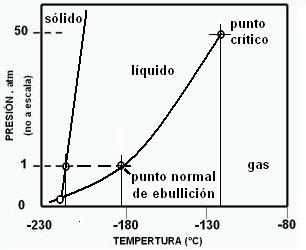 50
sólido
punto
crítico
líquido
PRESIÓN , atm
(no a escala)
1
punto normal
de ebullición
gas
0
-230
-180
-130
-80
TEMPERTURA (°C)